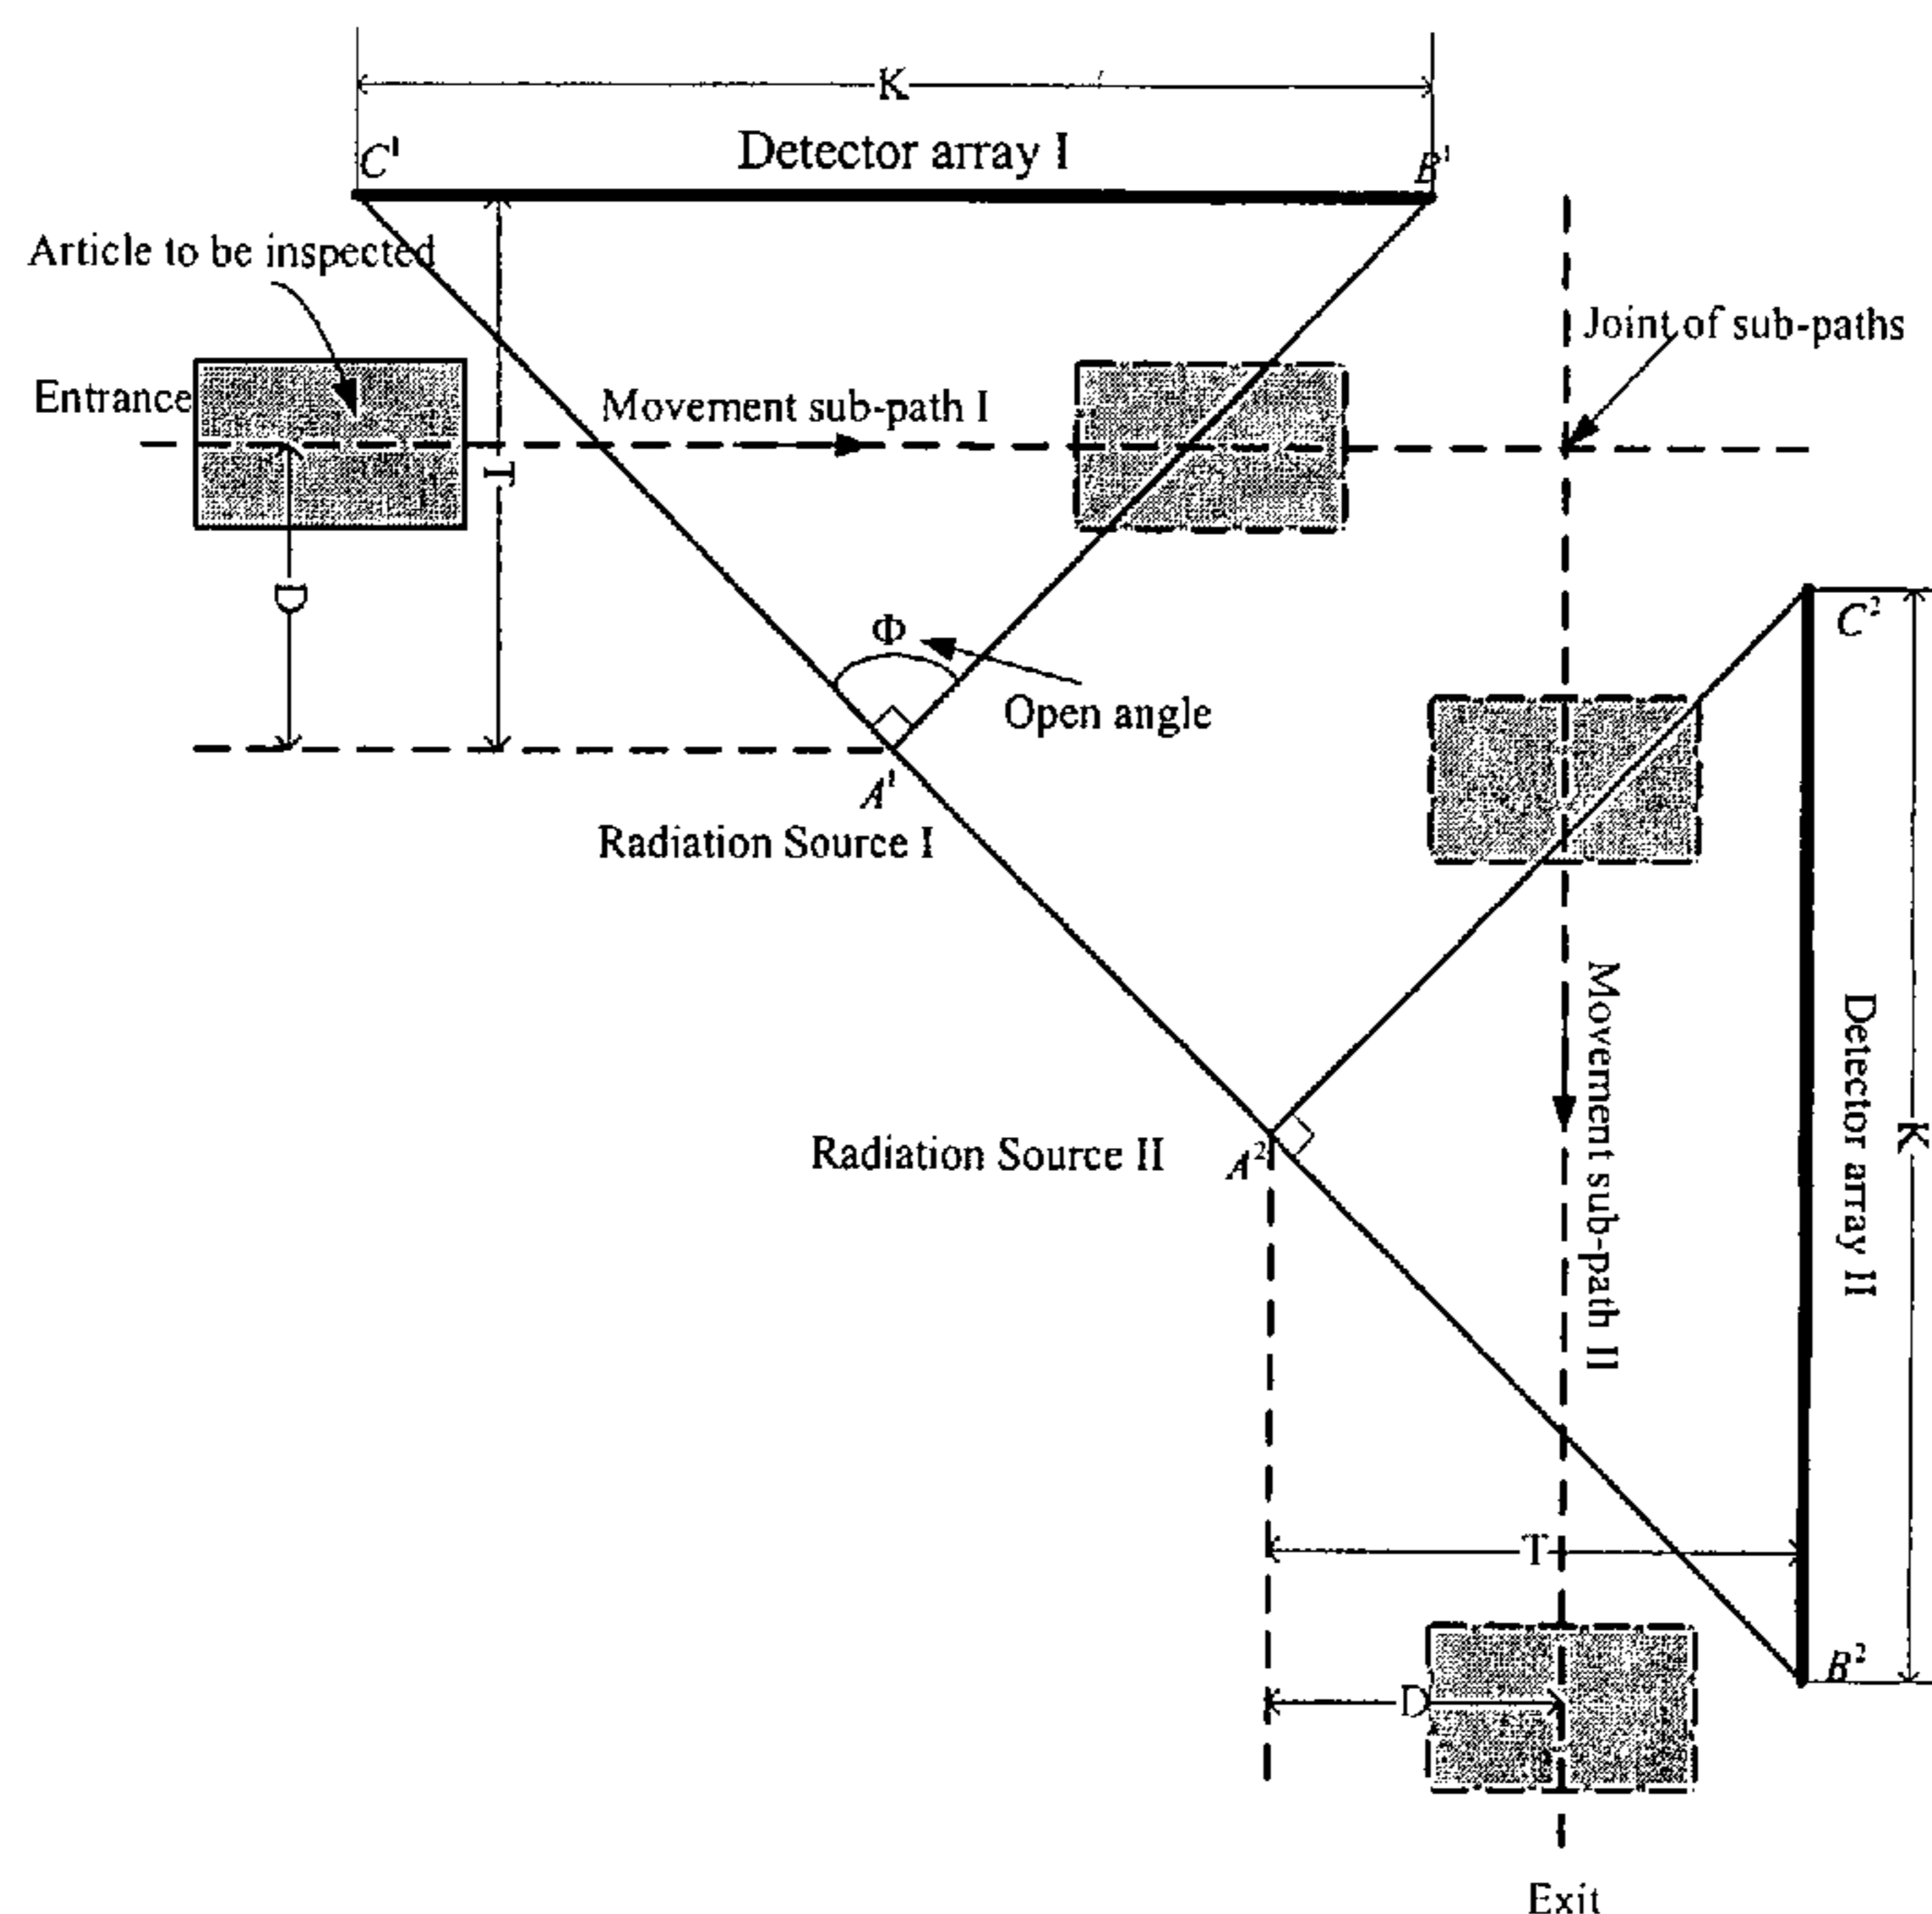 K
Detector array I
C¹
B¹
Article to be inspected
Joint of sub-paths
Entrance
Movement sub-path I
T
D
Φ
C²
Open angle
A¹
Radiation Source I
Movement sub-path II
Detector array II
K
Radiation Source II
A²
T
B²
D
Exit